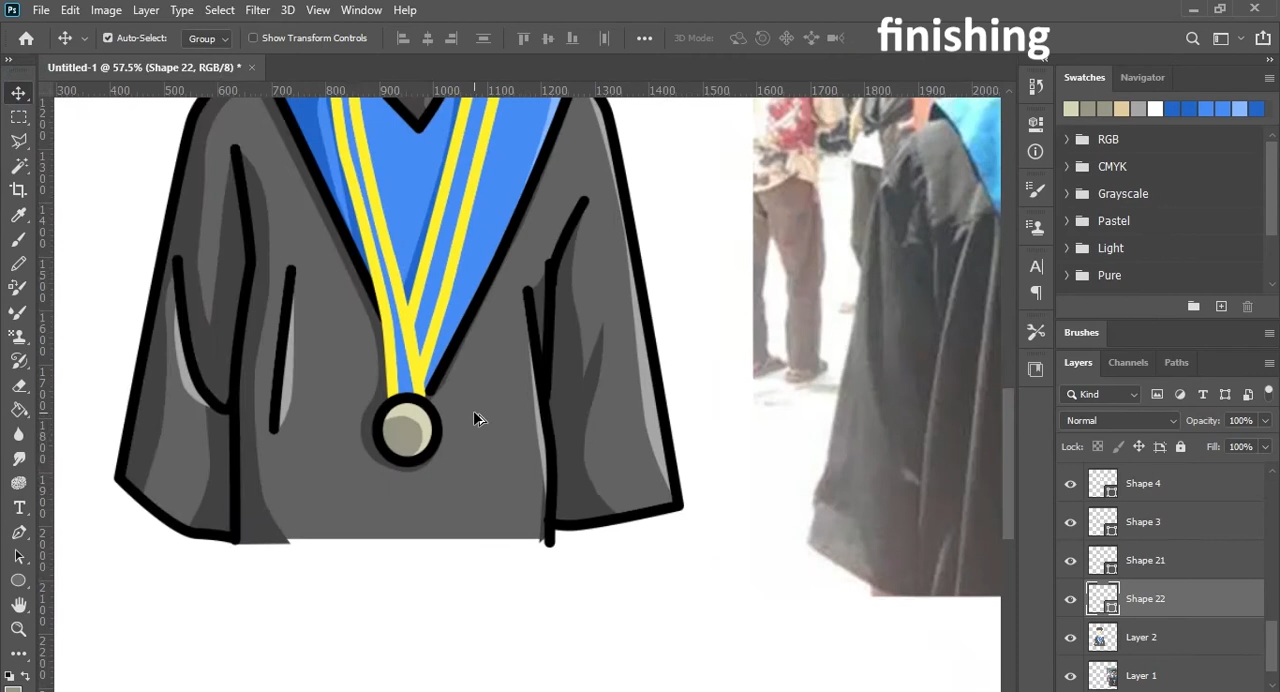 Ps File Edit Image Layer Type Select Filter 3D View Window Help
finishing
Auto-Select: Group Show Transform Controls 3D Mode:
Untitled-1 @ 57.5% (Shape 22, RGB/8) *
300 400 500 600 700 800 900 1000 1100 1200 1300 1400 1500 1600 1700 1800 1900 2000
Swatches Navigator
RGB
CMYK
Grayscale
Pastel
Light
Pure
Brushes
Layers Channels Paths
Kind
Normal Opacity: 100%
Lock: Fill: 100%
Shape 4
Shape 3
Shape 21
Shape 22
Layer 2
Layer 1